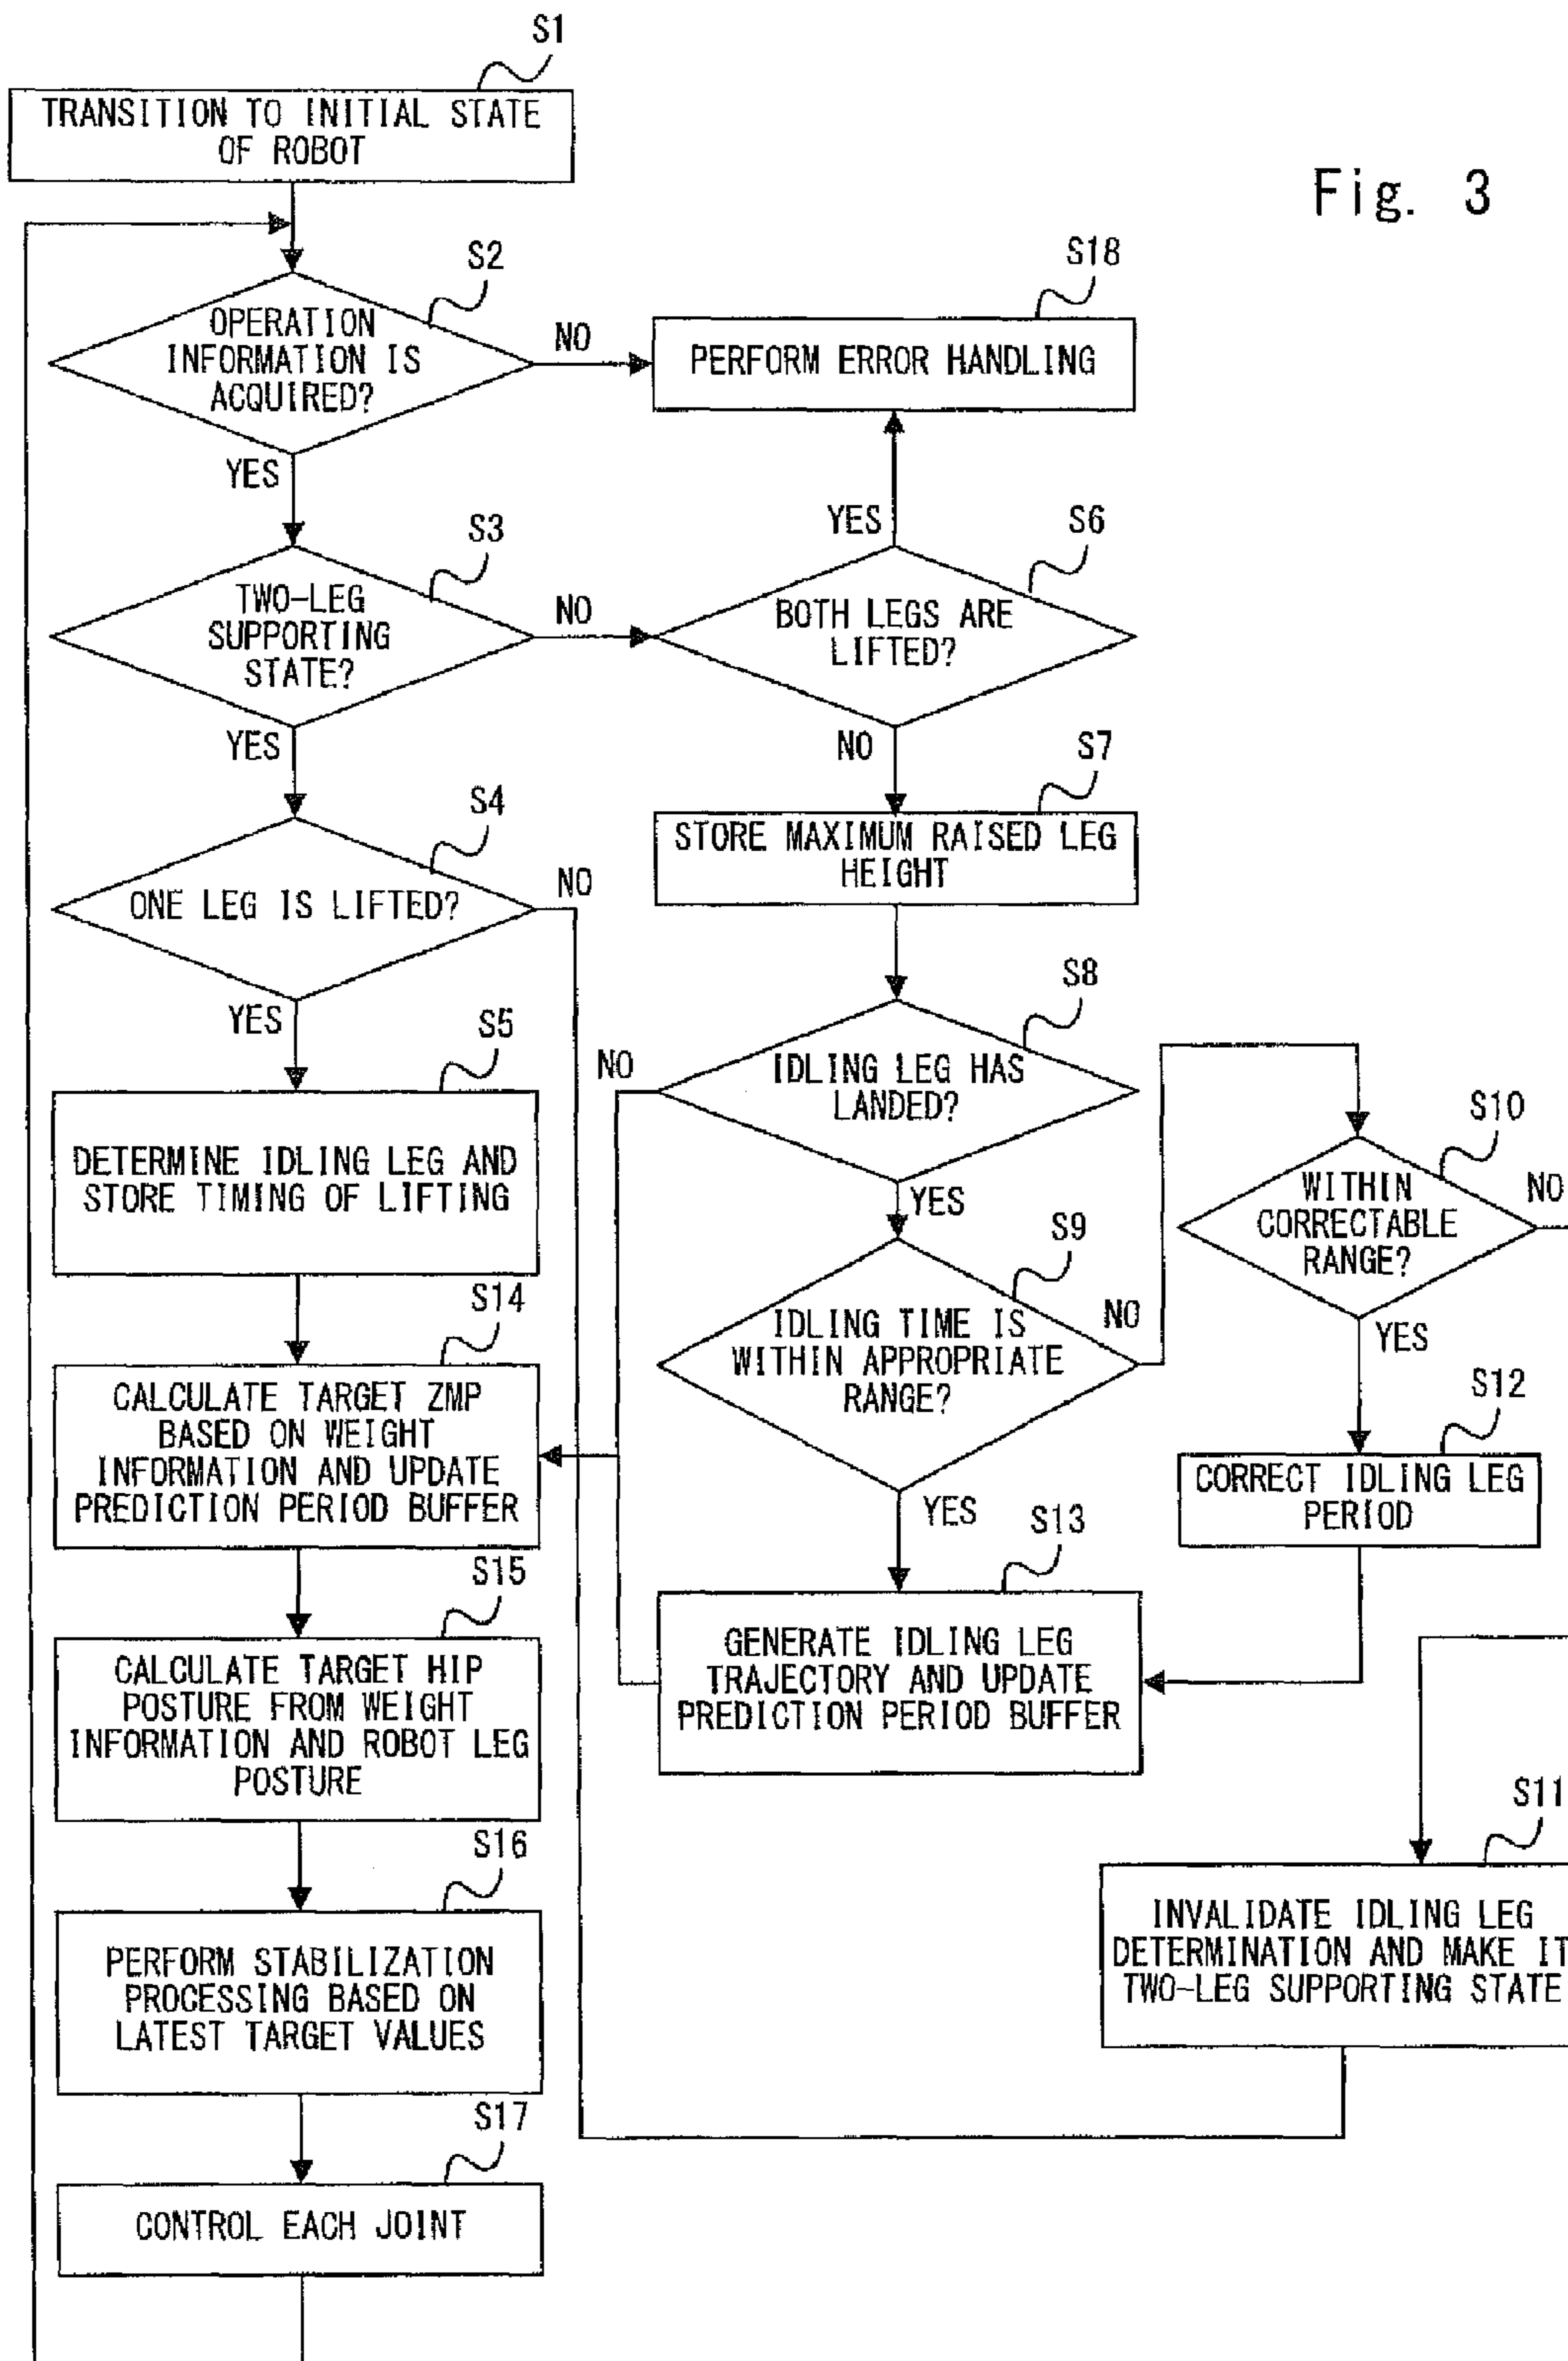 S1
TRANSITION TO INITIAL STATE
OF ROBOT
Fig. 3
S2
OPERATION
INFORMATION IS
ACQUIRED?
NO
YES
S18
PERFORM ERROR HANDLING
S3
TWO-LEG
SUPPORTING
STATE?
NO
YES
YES
S6
BOTH LEGS ARE
LIFTED?
NO
S4
ONE LEG IS LIFTED?
NO
YES
S7
STORE MAXIMUM RAISED LEG
HEIGHT
S5
DETERMINE IDLING LEG AND
STORE TIMING OF LIFTING
S8
NO
IDLING LEG HAS
LANDED?
YES
S9
IDLING TIME IS
WITHIN APPROPRIATE
RANGE?
NO
YES
S10
WITHIN
CORRECTABLE
RANGE?
NO
YES
S12
CORRECT IDLING LEG
PERIOD
S14
CALCULATE TARGET ZMP
BASED ON WEIGHT
INFORMATION AND UPDATE
PREDICTION PERIOD BUFFER
S13
GENERATE IDLING LEG
TRAJECTORY AND UPDATE
PREDICTION PERIOD BUFFER
S15
CALCULATE TARGET HIP
POSTURE FROM WEIGHT
INFORMATION AND ROBOT LEG
POSTURE
S11
INVALIDATE IDLING LEG
DETERMINATION AND MAKE IT
TWO-LEG SUPPORTING STATE
S16
PERFORM STABILIZATION
PROCESSING BASED ON
LATEST TARGET VALUES
S17
CONTROL EACH JOINT